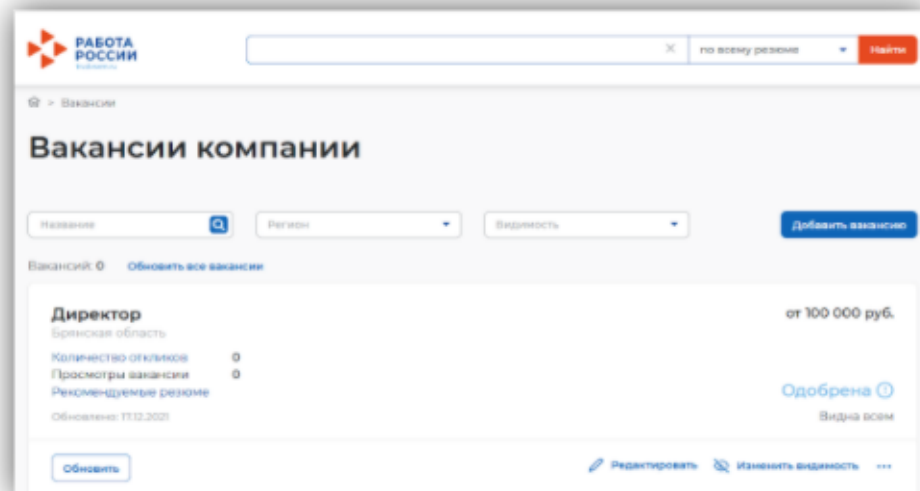 РАБОТА
РОССИИ
по всему резюме
Найти
> Вакансии
Вакансии компании
Название
Регион
Видимость
Добавить вакансию
Вакансий: 0 Обновить все вакансии
Директор
от 100 000 руб.
Брянская область
Количество откликов 0
Просмотры вакансии 0
Рекомендуемые резюме
Одобрена
Обновлено: 17.12.2021
Видна всем
Обновить
Редактировать
Изменить видимость